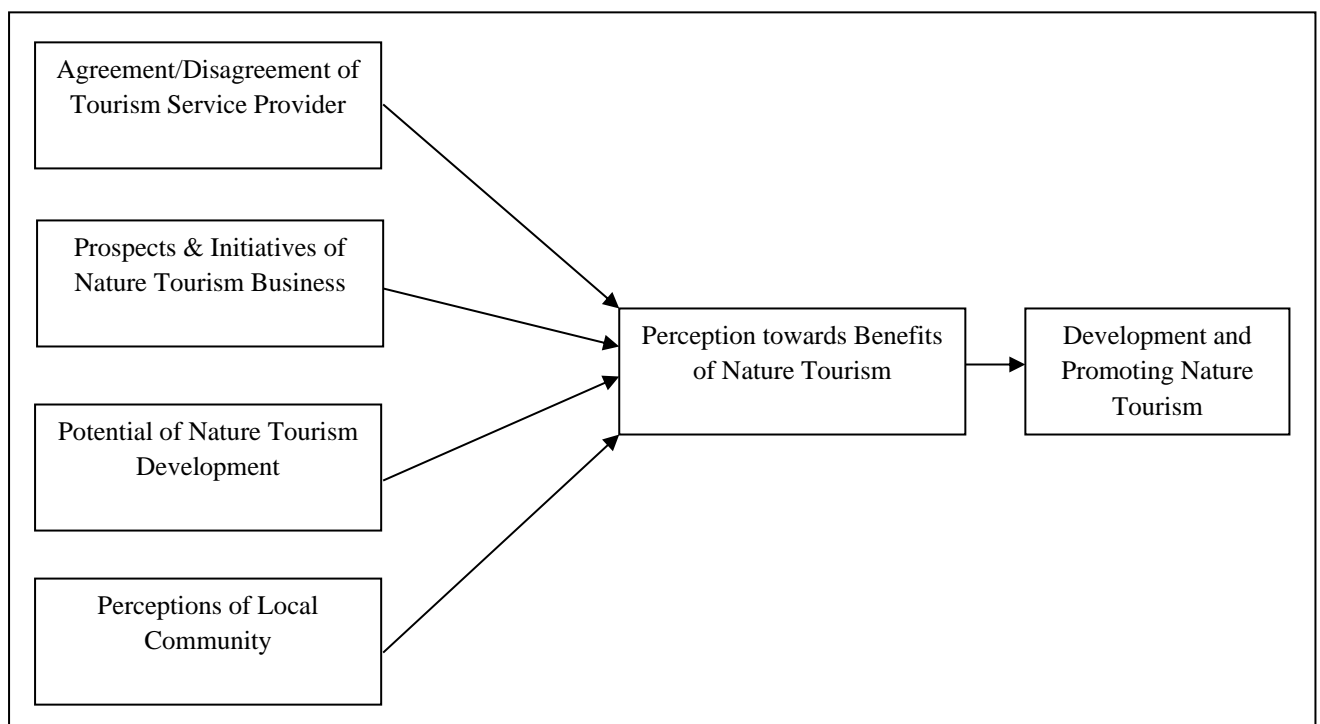 Agreement/Disagreement of
Tourism Service Provider
Prospects & Initiatives of
Nature Tourism Business
Potential of Nature Tourism
Development
Perceptions of Local
Community
Perception towards Benefits
of Nature Tourism
Development and
Promoting Nature
Tourism